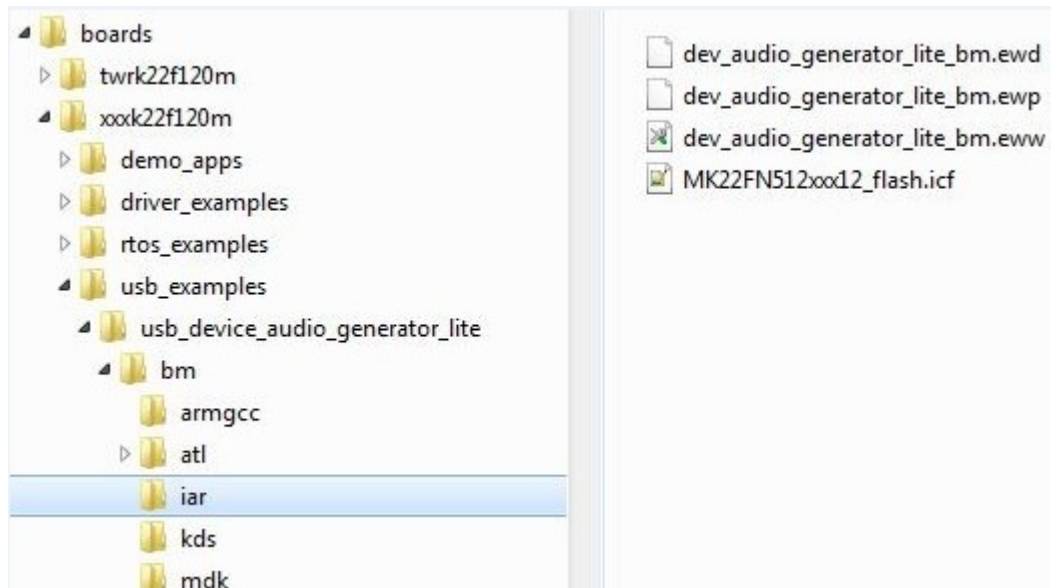 boards
twrk22f120m
xxxk22f120m
demo_apps
driver_examples
rtos_examples
usb_examples
usb_device_audio_generator_lite
bm
armgcc
atl
iar
kds
mdk
dev_audio_generator_lite_bm.ewd
dev_audio_generator_lite_bm.ewp
dev_audio_generator_lite_bm.eww
MK22FN512xxx12_flash.icf